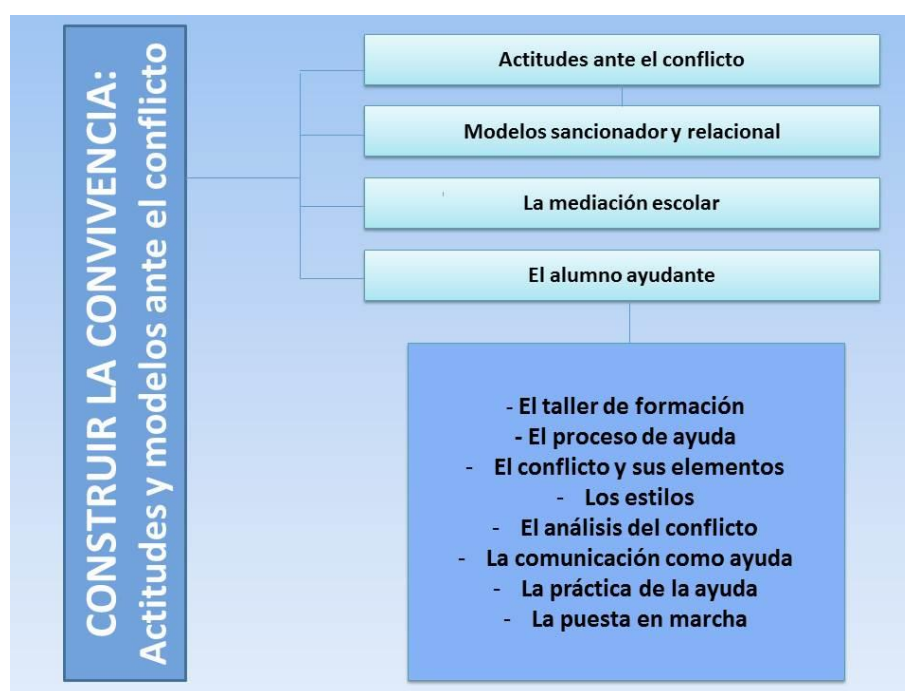 CONSTRUIR LA CONVIVENCIA:
Actitudes y modelos ante el conflicto
Actitudes ante el conflicto
Modelos sancionador y relacional
La mediación escolar
El alumno ayudante
- El taller de formación
- El proceso de ayuda
- El conflicto y sus elementos
- Los estilos
- El análisis del conflicto
- La comunicación como ayuda
- La práctica de la ayuda
- La puesta en marcha